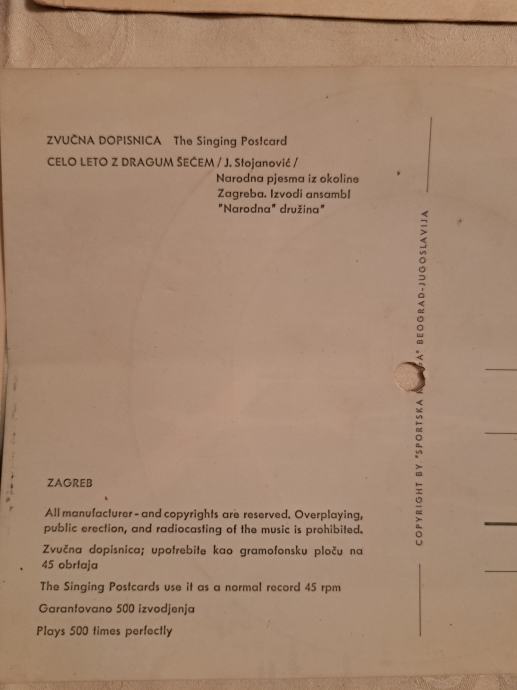 ZVUČNA DOPISNICA The Singing Postcard
CELO LETO Z DRAGUM ŠEĆEM / J. Stojanović /
Narodna pjesma iz okoline
Zagreba. Izvodi ansambl
"Narodna" družina"
ZAGREB
All manufacturer - and copyrights are reserved. Overplaying,
public erection, and radiocasting of the music is prohibited.
Zvučna dopisnica; upotrebite kao gramofonsku ploču na
45 obrtaja
The Singing Postcards use it as a normal record 45 rpm
Garantovano 500 izvodjenja
Plays 500 times perfectly
COPYRIGHT BY "SPORTSKA BEOGRAD-JUGOSLAVIJA